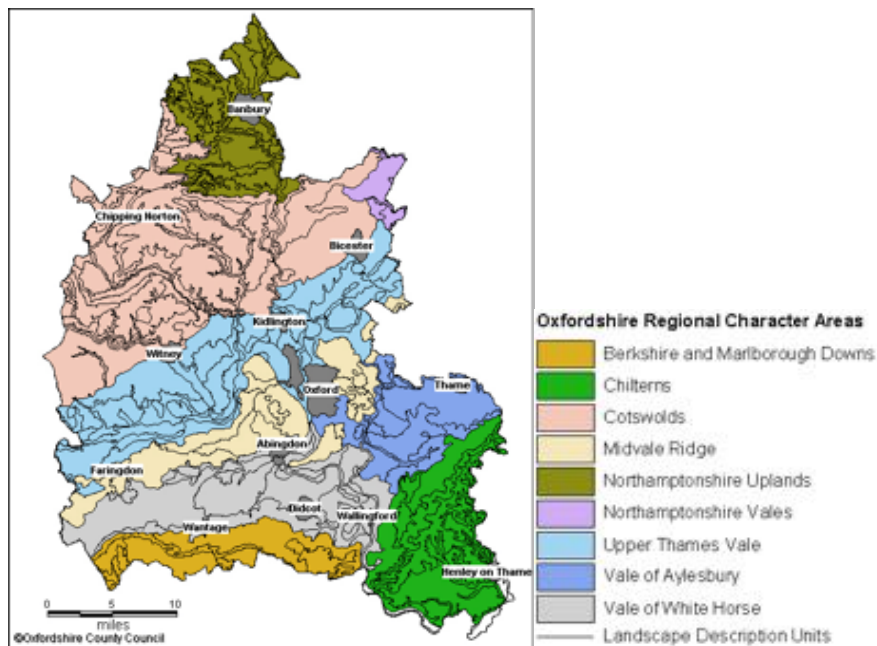 Banbury
Chipping Norton
Bicester
Kidlington
Witney
Oxford
Thame
Abingdon
Faringdon
Didcot
Wallingford
Wantage
Henley on Thame
0 5 10
miles
©Oxfordshire County Council
Oxfordshire Regional Character Areas
Berkshire and Marlborough Downs
Chilterns
Cotswolds
Midvale Ridge
Northamptonshire Uplands
Northamptonshire Vales
Upper Thames Vale
Vale of Aylesbury
Vale of White Horse
Landscape Description Units